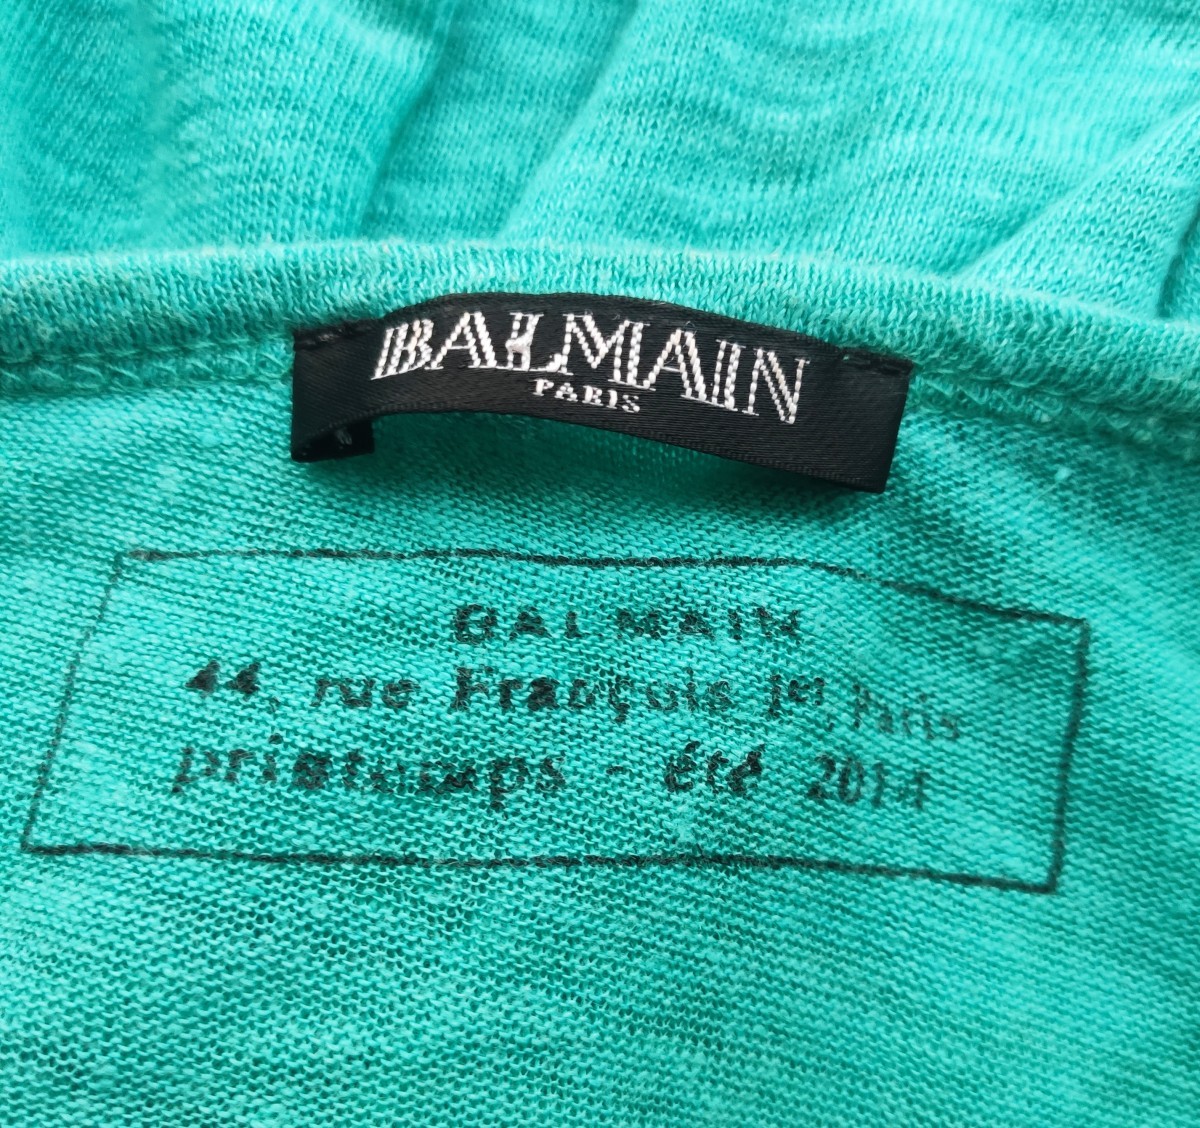 BALMAIN
PARIS
BALMAIN
44, rue François 1er, Paris
printemps - été 2014